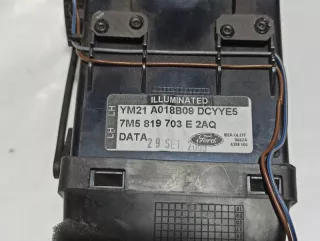 ILLUMINATED
YM21 A018B09 DCYYE5
7M5 819 703 E 2AQ
DATA
29 SET
Ford